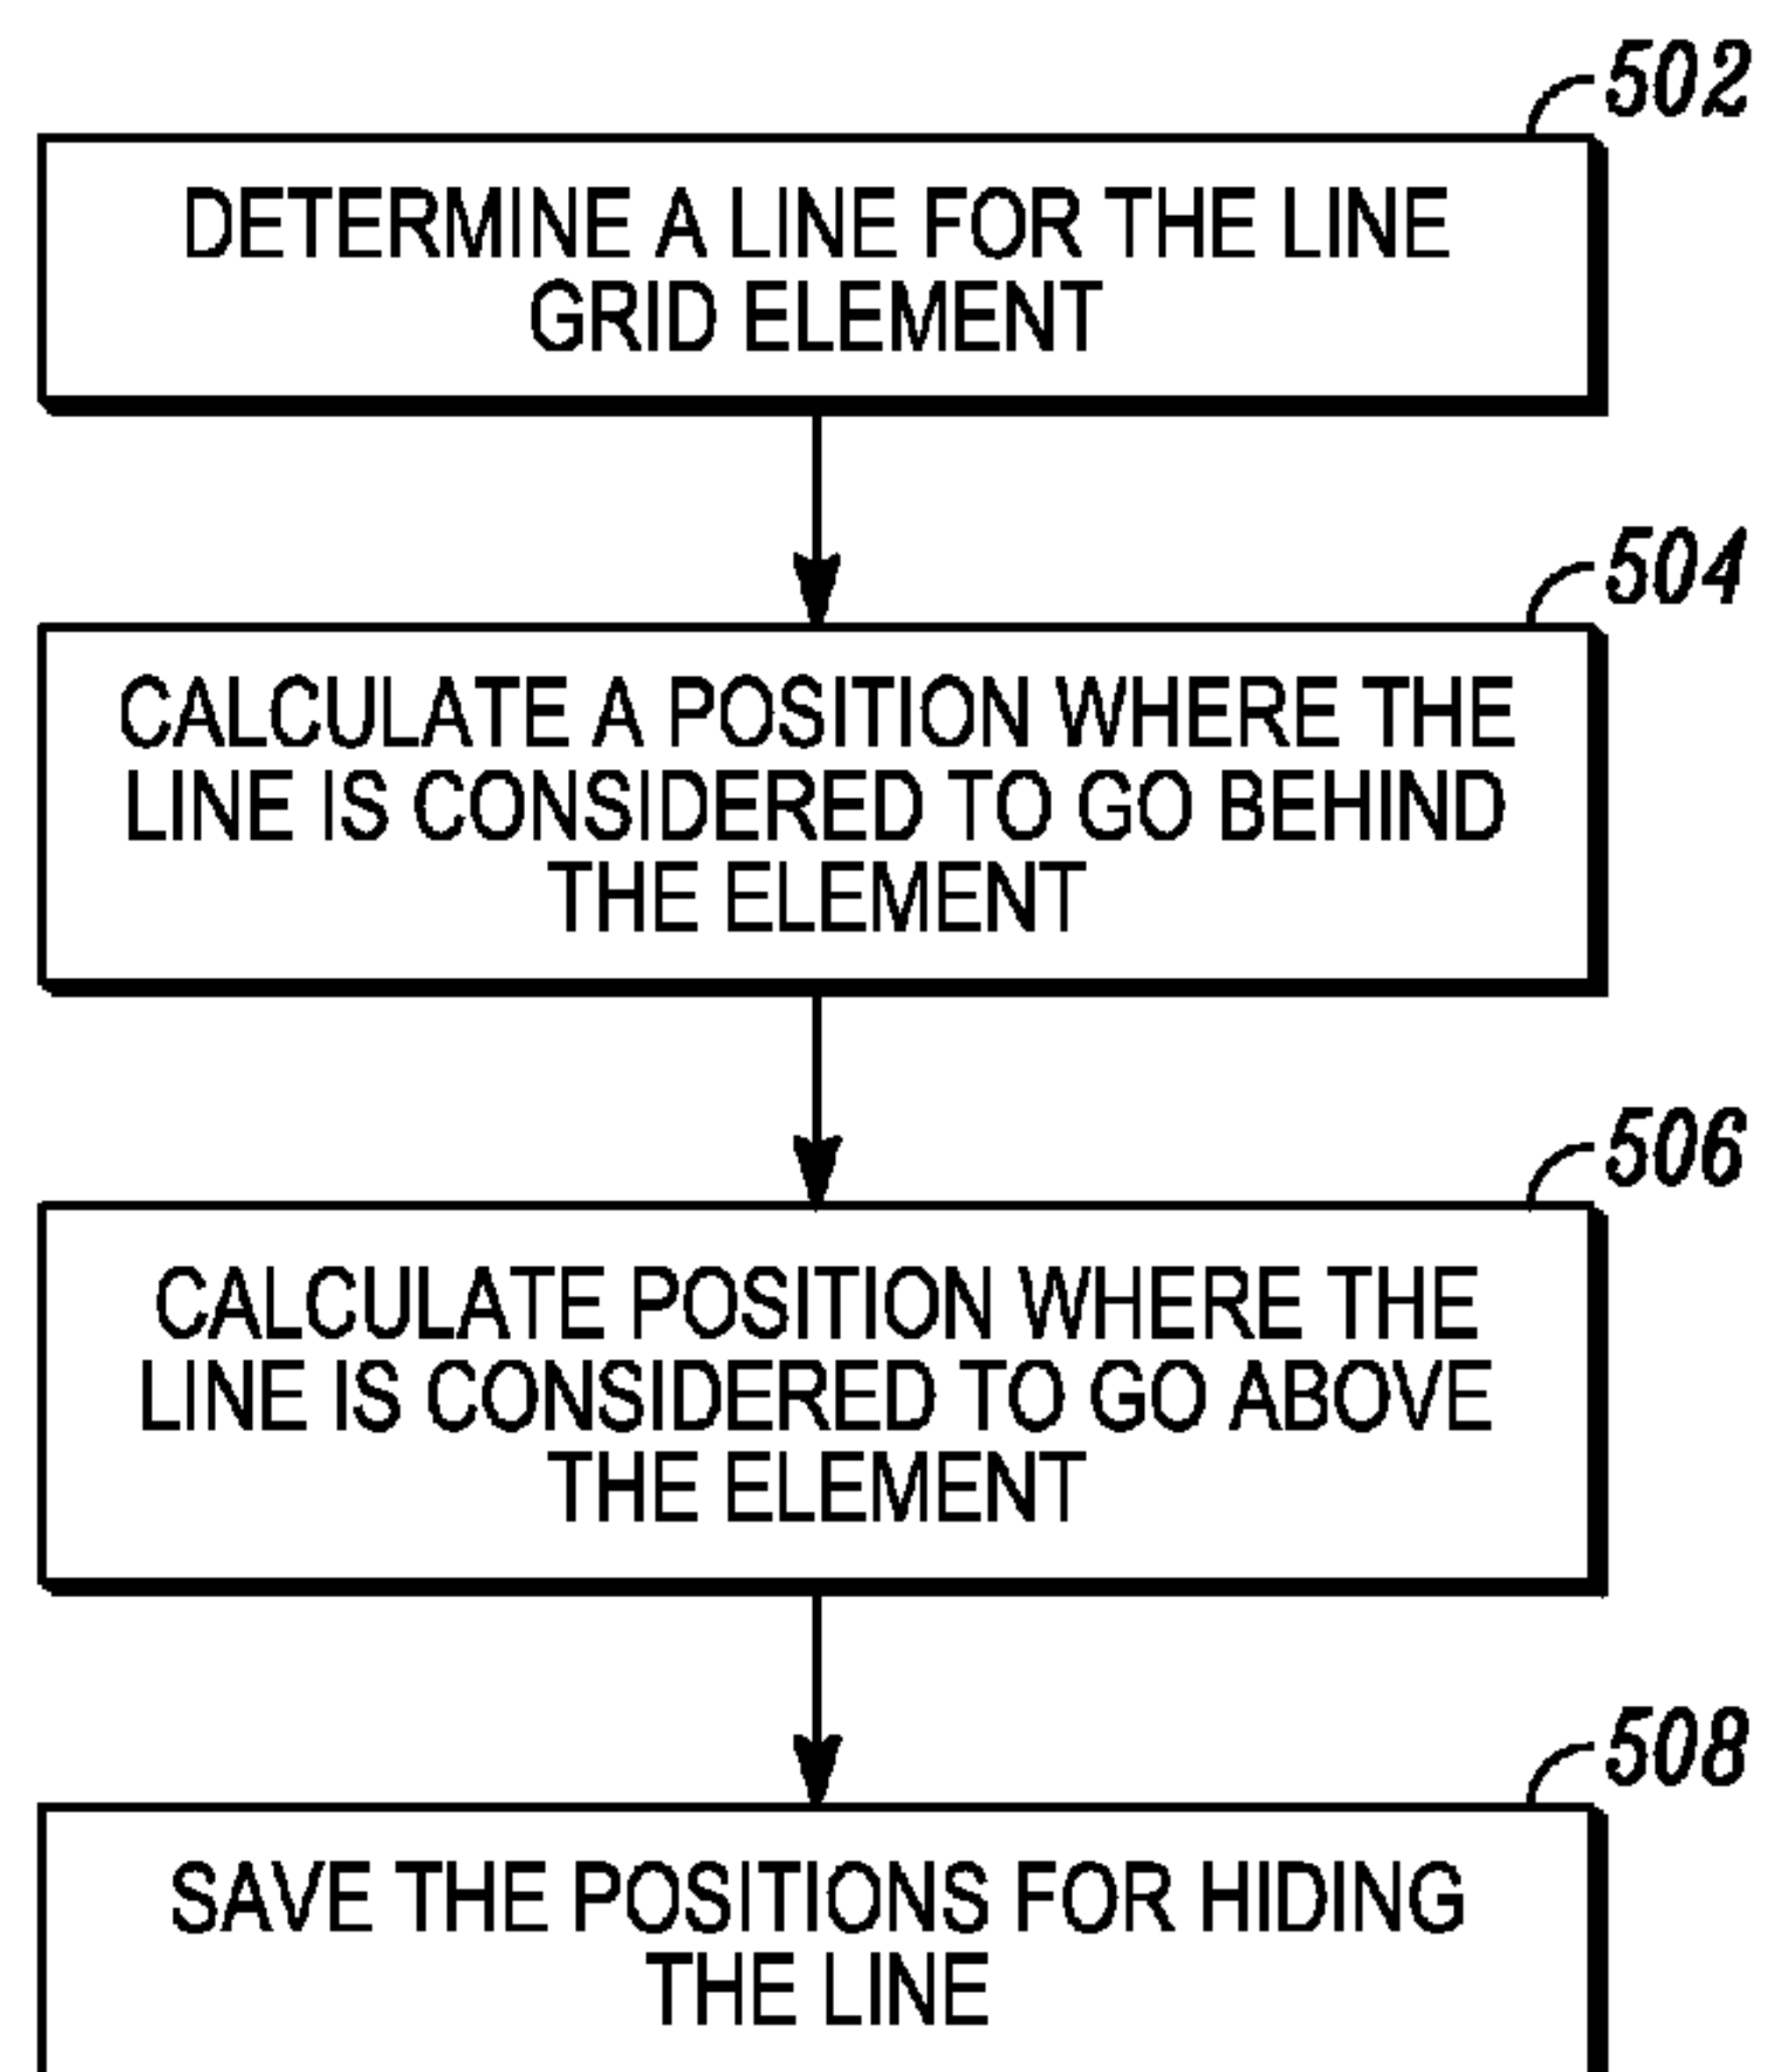 502
DETERMINE A LINE FOR THE LINE
GRID ELEMENT
504
CALCULATE A POSITION WHERE THE
LINE IS CONSIDERED TO GO BEHIND
THE ELEMENT
506
CALCULATE POSITION WHERE THE
LINE IS CONSIDERED TO GO ABOVE
THE ELEMENT
508
SAVE THE POSITIONS FOR HIDING
THE LINE